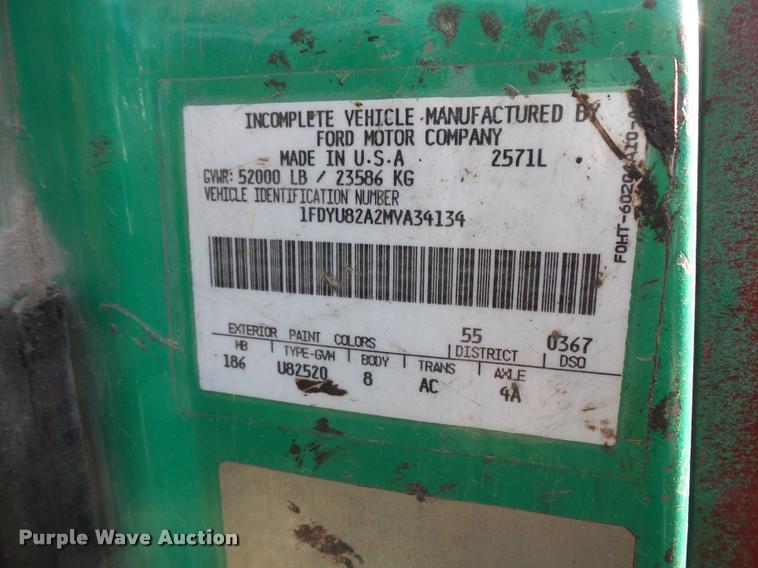 INCOMPLETE VEHICLE MANUFACTURED BY
FORD MOTOR COMPANY
MADE IN U.S.A 2571L
GVWR: 52000 LB / 23586 KG
VEHICLE IDENTIFICATION NUMBER
1FDYU82A2MVA34134
EXTERIOR PAINT COLORS 55 0367
WB TYPE-GVW BODY TRANS DISTRICT AXLE DSO
186 U82520 8 AC 4A
Purple Wave Auction